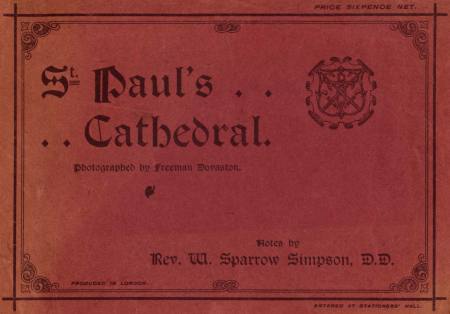 PRICE SIXPENCE NET.
St. Paul's . .
. . Cathedral.
Photographed by Freeman Dovaston.
Notes by
Rev. W. Sparrow Simpson, D.D.
PRODUCED IN LONDON.
ENTERED AT STATIONERS' HALL.